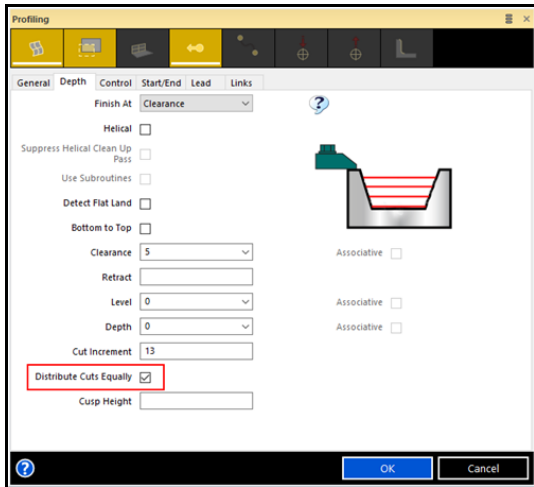 Profiling
General Depth Control Start/End Lead Links
Finish At Clearance
Helical
Suppress Helical Clean Up
Pass
Use Subroutines
Detect Flat Land
Bottom to Top
Clearance 5 Associative
Retract
Level 0 Associative
Depth 0 Associative
Cut Increment 13
Distribute Cuts Equally
Cusp Height
OK Cancel